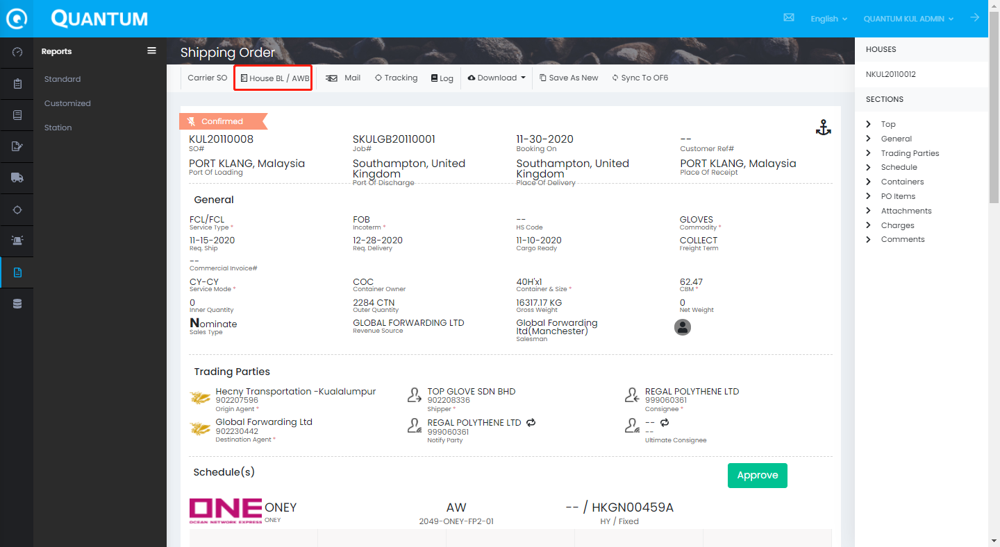 QUANTUM
English
QUANTUM KUL ADMIN
Reports
Standard
Customized
Station
Shipping Order
Carrier SO
House BL / AWB
Mail
Tracking
Log
Download
Save As New
Sync To OF6
Confirmed
KUL20110008
SKULGB20110001
11-30-2020
--
SO#
Job#
Booking On
Customer Ref#
PORT KLANG, Malaysia
Southampton, United Kingdom
Southampton, United Kingdom
PORT KLANG, Malaysia
Port Of Loading
Port Of Discharge
Place Of Delivery
Place Of Receipt
General
FCL/FCL
FOB
--
GLOVES
Service Type *
Incoterm *
HS Code
Commodity *
11-15-2020
12-28-2020
11-10-2020
COLLECT
Req. Ship
Req. Delivery
Cargo Ready
Freight Term
--
Commercial Invoice#
CY-CY
COC
40H'x1
62.47
Service Mode *
Container Owner
Container & Size *
CBM *
0
2284 CTN
16317.17 KG
0
Inner Quantity
Outer Quantity
Gross Weight
Net Weight
Nominate
GLOBAL FORWARDING LTD
Global Forwarding
ltd(Manchester)
Sales Type
Revenue Source
Salesman
Trading Parties
Hecny Transportation -Kualalumpur
902207596
Origin Agent *
TOP GLOVE SDN BHD
902208336
Shipper *
REGAL POLYTHENE LTD
999060361
Consignee *
Global Forwarding Ltd
902230442
Destination Agent *
REGAL POLYTHENE LTD
999060361
Notify Party
--
--
Ultimate Consignee
Schedule(s)
Approve
ONE
OCEAN NETWORK EXPRESS
ONEY
ONEY
AW
2049-ONEY-FP2-01
-- / HKGN00459A
HY / Fixed
HOUSES
NKUL20110012
SECTIONS
Top
General
Trading Parties
Schedule
Containers
PO Items
Attachments
Charges
Comments